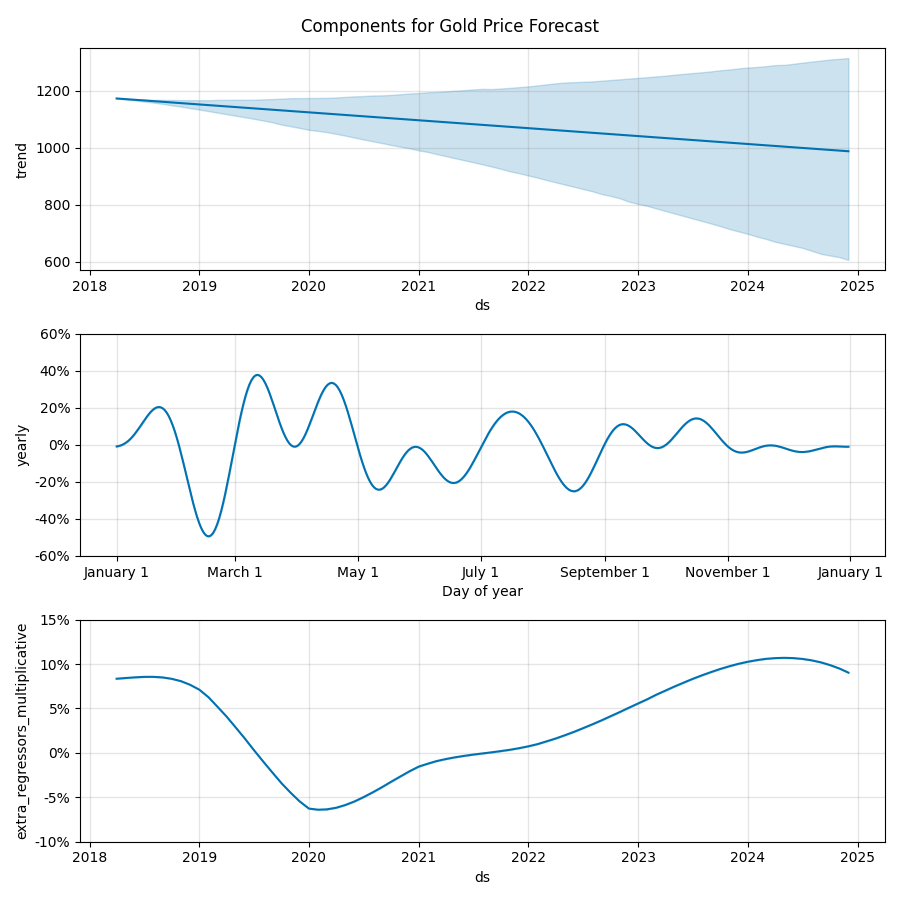 Components for Gold Price Forecast
1200
1000
800
600
trend
2018 2019 2020 2021 2022 2023 2024 2025
ds
60%
40%
20%
0%
-20%
-40%
-60%
yearly
January 1 March 1 May 1 July 1 September 1 November 1 January 1
Day of year
15%
10%
5%
0%
-5%
-10%
extra_regressors_multiplicative
2018 2019 2020 2021 2022 2023 2024 2025
ds